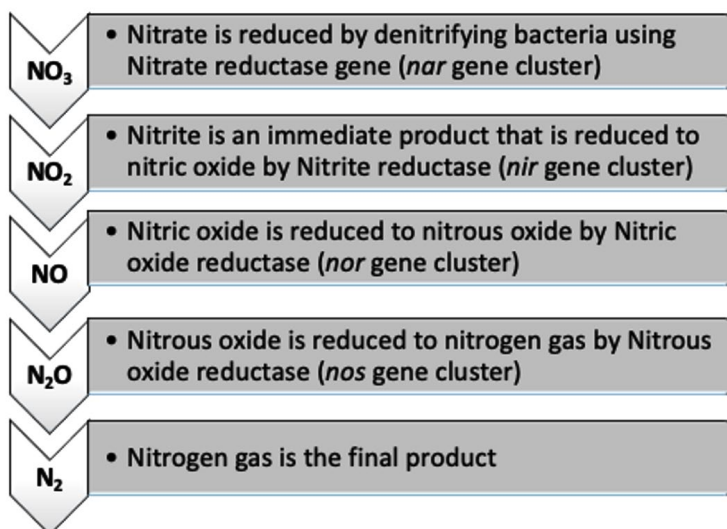 NO₃
• Nitrate is reduced by denitrifying bacteria using
Nitrate reductase gene (nar gene cluster)
NO₂
• Nitrite is an immediate product that is reduced to
nitric oxide by Nitrite reductase (nir gene cluster)
NO
• Nitric oxide is reduced to nitrous oxide by Nitric
oxide reductase (nor gene cluster)
N₂O
• Nitrous oxide is reduced to nitrogen gas by Nitrous
oxide reductase (nos gene cluster)
N₂
• Nitrogen gas is the final product